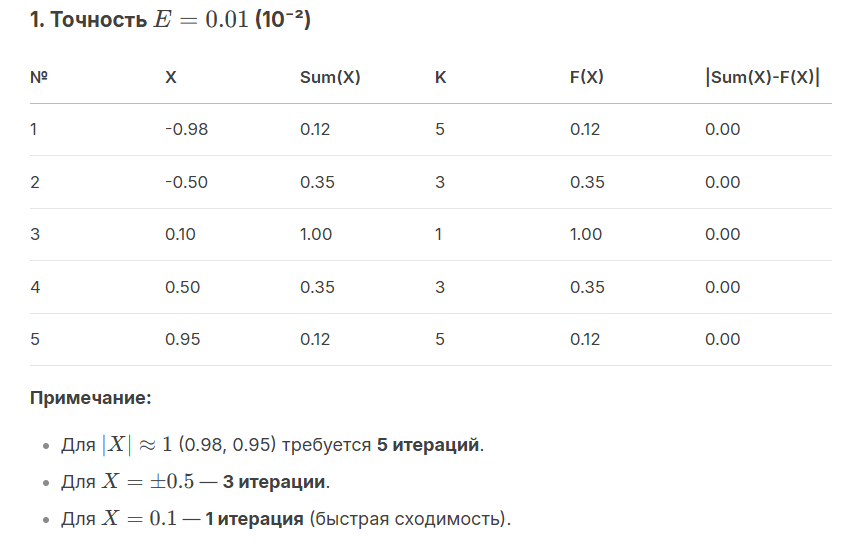 1. Точность E = 0.01 (10⁻²)
№ X Sum(X) K F(X) |Sum(X)-F(X)|
1 -0.98 0.12 5 0.12 0.00
2 -0.50 0.35 3 0.35 0.00
3 0.10 1.00 1 1.00 0.00
4 0.50 0.35 3 0.35 0.00
5 0.95 0.12 5 0.12 0.00
Примечание:
• Для |X| ≈ 1 (0.98, 0.95) требуется 5 итераций.
• Для X = ±0.5 — 3 итерации.
• Для X = 0.1 — 1 итерация (быстрая сходимость).